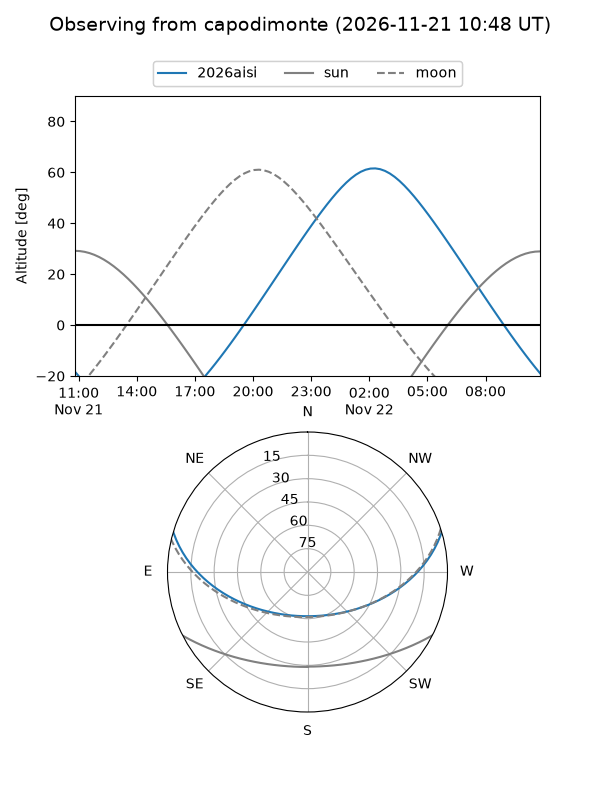 Observing from capodimonte (2026-11-21 10:48 UT)
2026aisi sun moon
80
60
40
20
0
−20
Altitude [deg]
11:00 14:00 17:00 20:00 23:00 02:00 05:00 08:00
Nov 21 Nov 22
N
NE NW
15
30
45
60
75
E W
SE SW
S